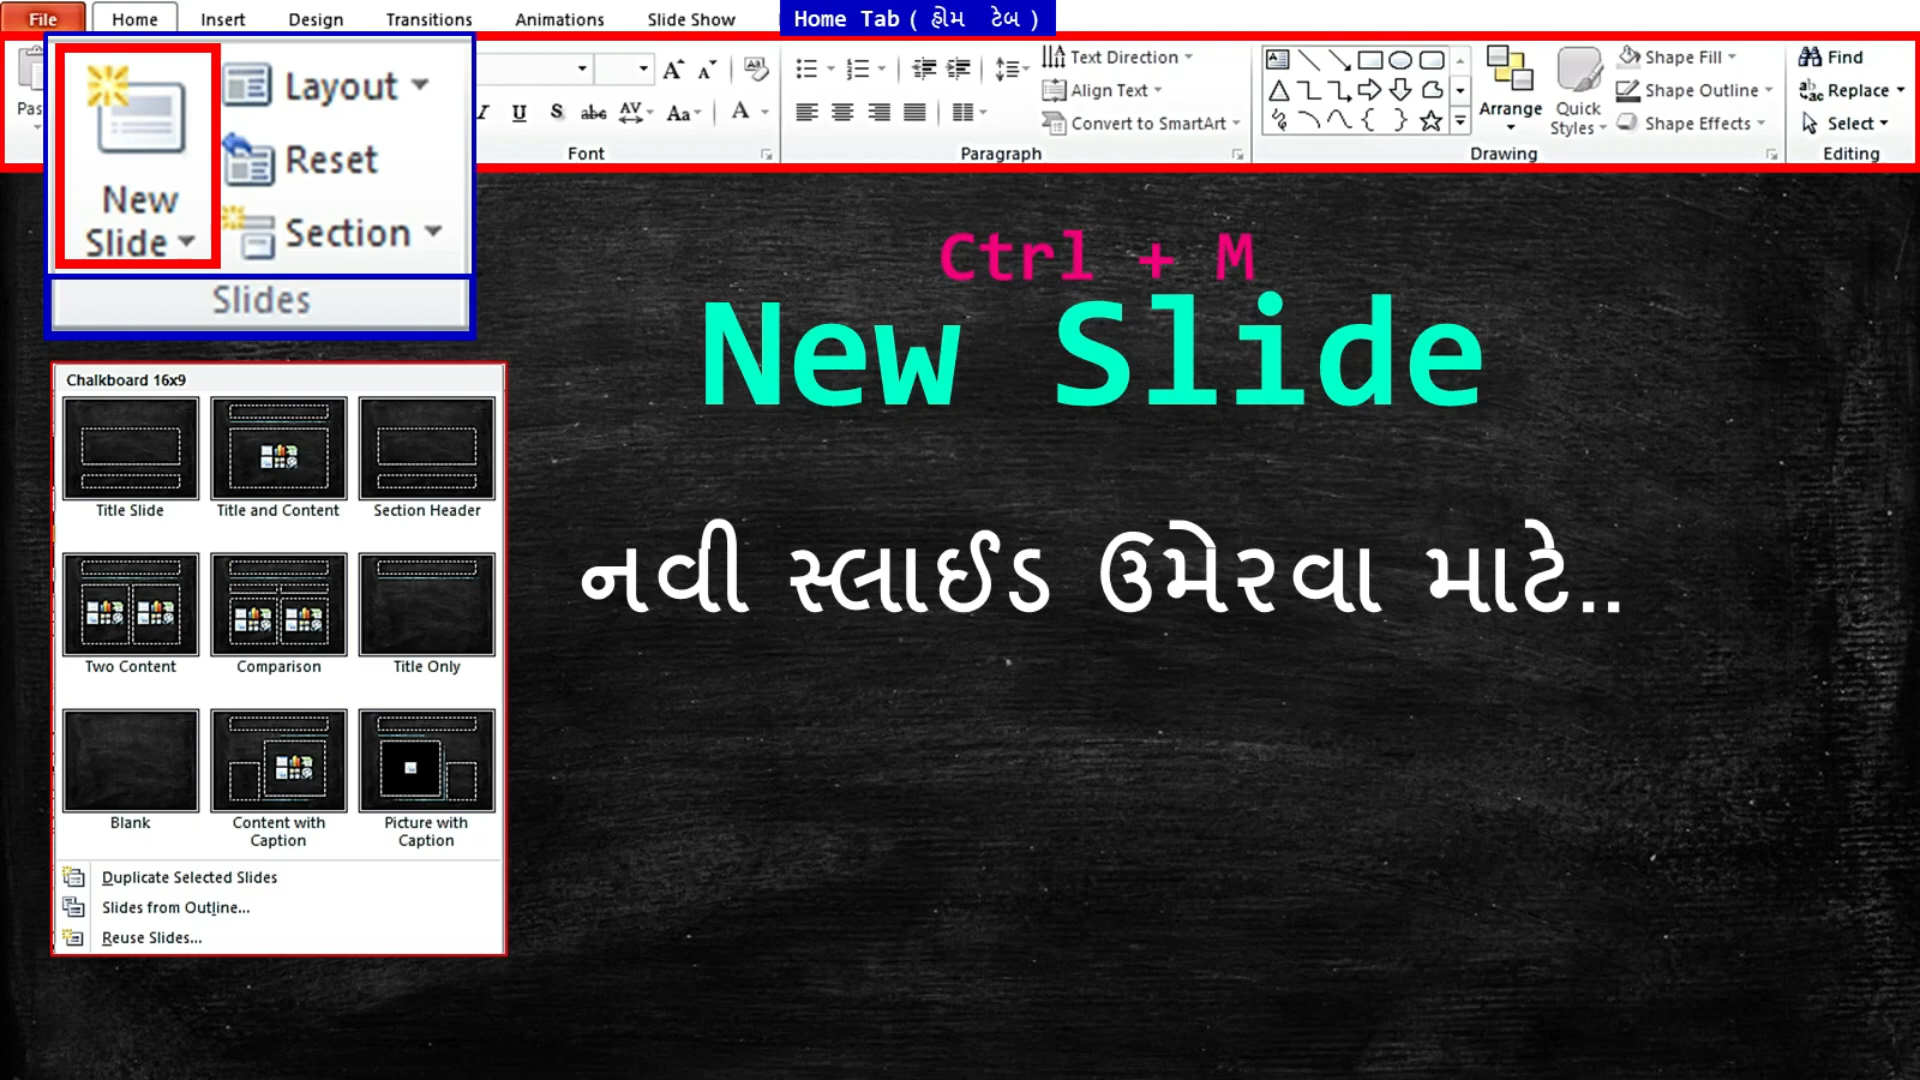 File Home Insert Design Transitions Animations Slide Show Home Tab ( હોમ ટેબ )
New Slide
Layout
Reset
Section
Slides
Font
Text Direction
Align Text
Convert to SmartArt
Paragraph
Arrange
Quick Styles
Shape Fill
Shape Outline
Shape Effects
Drawing
Find
Replace
Select
Editing
Ctrl + M
New Slide
નવી સ્લાઈડ ઉમેરવા માટે..
Chalkboard 16x9
Title Slide
Title and Content
Section Header
Two Content
Comparison
Title Only
Blank
Content with
Caption
Picture with
Caption
Duplicate Selected Slides
Slides from Outline...
Reuse Slides...